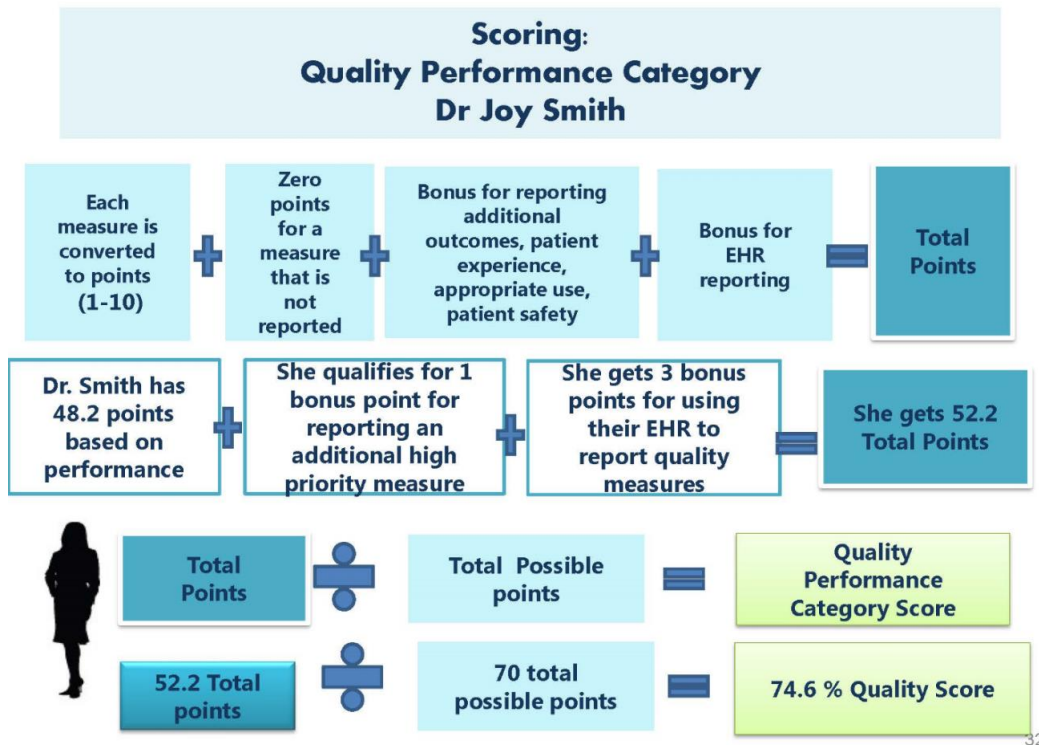 Scoring:
Quality Performance Category
Dr Joy Smith
Each
measure is
converted
to points
(1-10)
+
Zero
points
for a
measure
that is
not
reported
+
Bonus for reporting
additional
outcomes, patient
experience,
appropriate use,
patient safety
+
Bonus for
EHR
reporting
=
Total
Points
Dr. Smith has
48.2 points
based on
performance
+
She qualifies for 1
bonus point for
reporting an
additional high
priority measure
+
She gets 3 bonus
points for using
their EHR to
report quality
measures
=
She gets 52.2
Total Points
Total
Points
÷
Total Possible
points
=
Quality
Performance
Category Score
52.2 Total
points
÷
70 total
possible points
=
74.6 % Quality Score
32